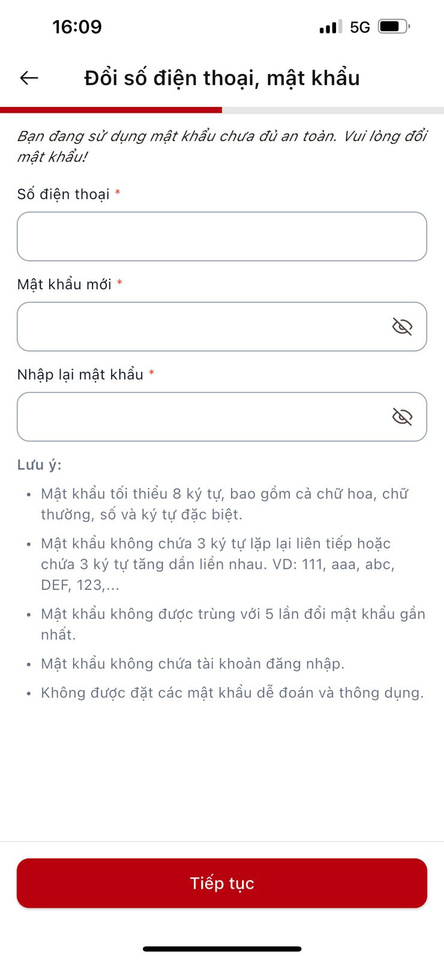 16:09
5G
Đổi số điện thoại, mật khẩu
Bạn đang sử dụng mật khẩu chưa đủ an toàn. Vui lòng đổi
mật khẩu!
Số điện thoại *
Mật khẩu mới *
Nhập lại mật khẩu *
Lưu ý:
• Mật khẩu tối thiểu 8 ký tự, bao gồm cả chữ hoa, chữ
thường, số và ký tự đặc biệt.
• Mật khẩu không chứa 3 ký tự lặp lại liên tiếp hoặc
chứa 3 ký tự tăng dần liền nhau. VD: 111, aaa, abc,
DEF, 123,...
• Mật khẩu không được trùng với 5 lần đổi mật khẩu gần
nhất.
• Mật khẩu không chứa tài khoản đăng nhập.
• Không được đặt các mật khẩu dễ đoán và thông dụng.
Tiếp tục